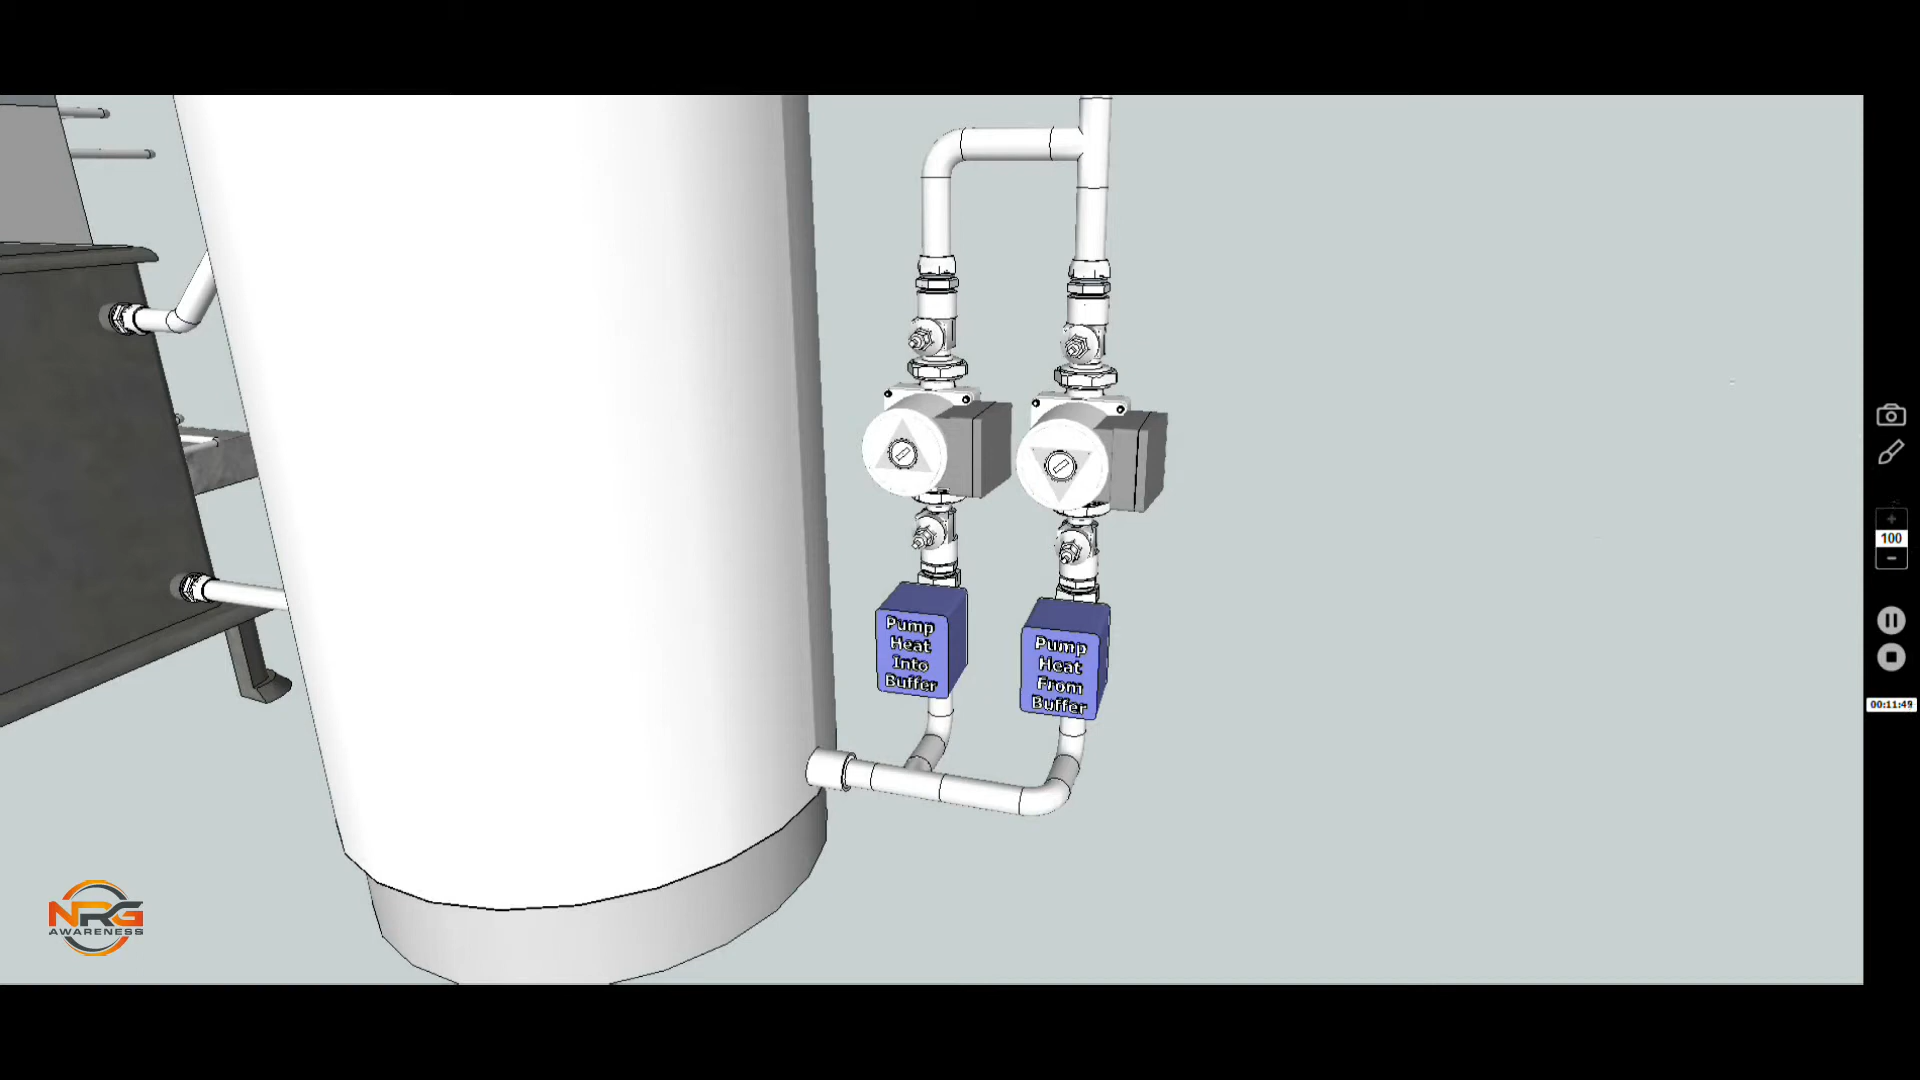 Pump
Heat
Into
Buffer
Pump
Heat
From
Buffer
100
00:11:49
NRG
AWARENESS